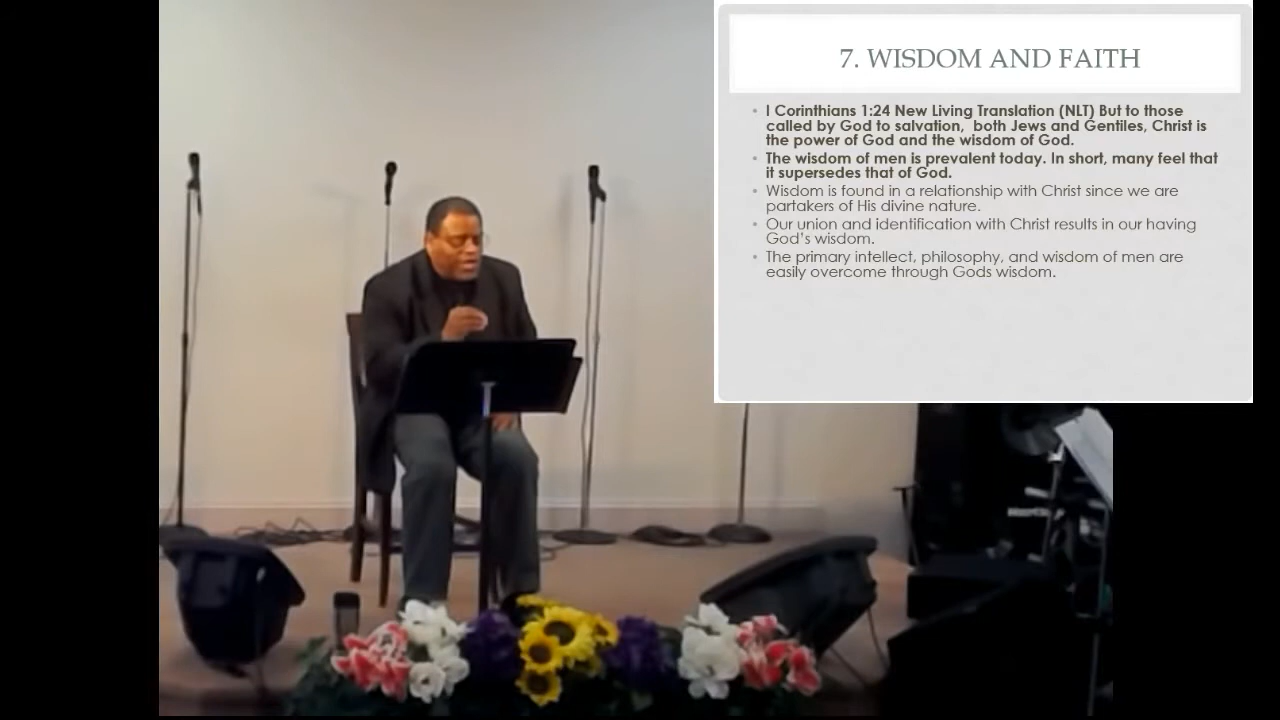 7. WISDOM AND FAITH
• I Corinthians 1:24 New Living Translation (NLT) But to those
called by God to salvation,  both Jews and Gentiles, Christ is
the power of God and the wisdom of God.
• The wisdom of men is prevalent today. In short, many feel that
it supersedes that of God.
• Wisdom is found in a relationship with Christ since we are
partakers of His divine nature.
• Our union and identification with Christ results in our having
God’s wisdom.
• The primary intellect, philosophy, and wisdom of men are
easily overcome through Gods wisdom.